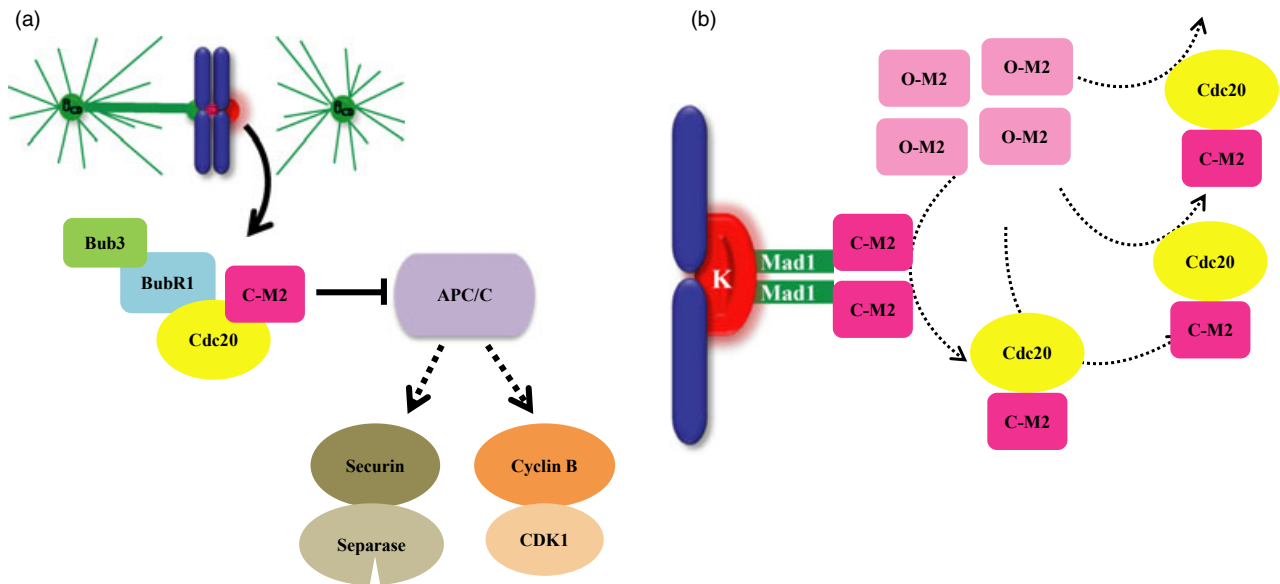 (a)
Bub3
BubR1
C-M2
Cdc20
APC/C
Securin
Separase
Cyclin B
CDK1
(b)
O-M2
O-M2
O-M2
O-M2
Cdc20
C-M2
C-M2
K
Mad1
Mad1
C-M2
Cdc20
C-M2
Cdc20
C-M2